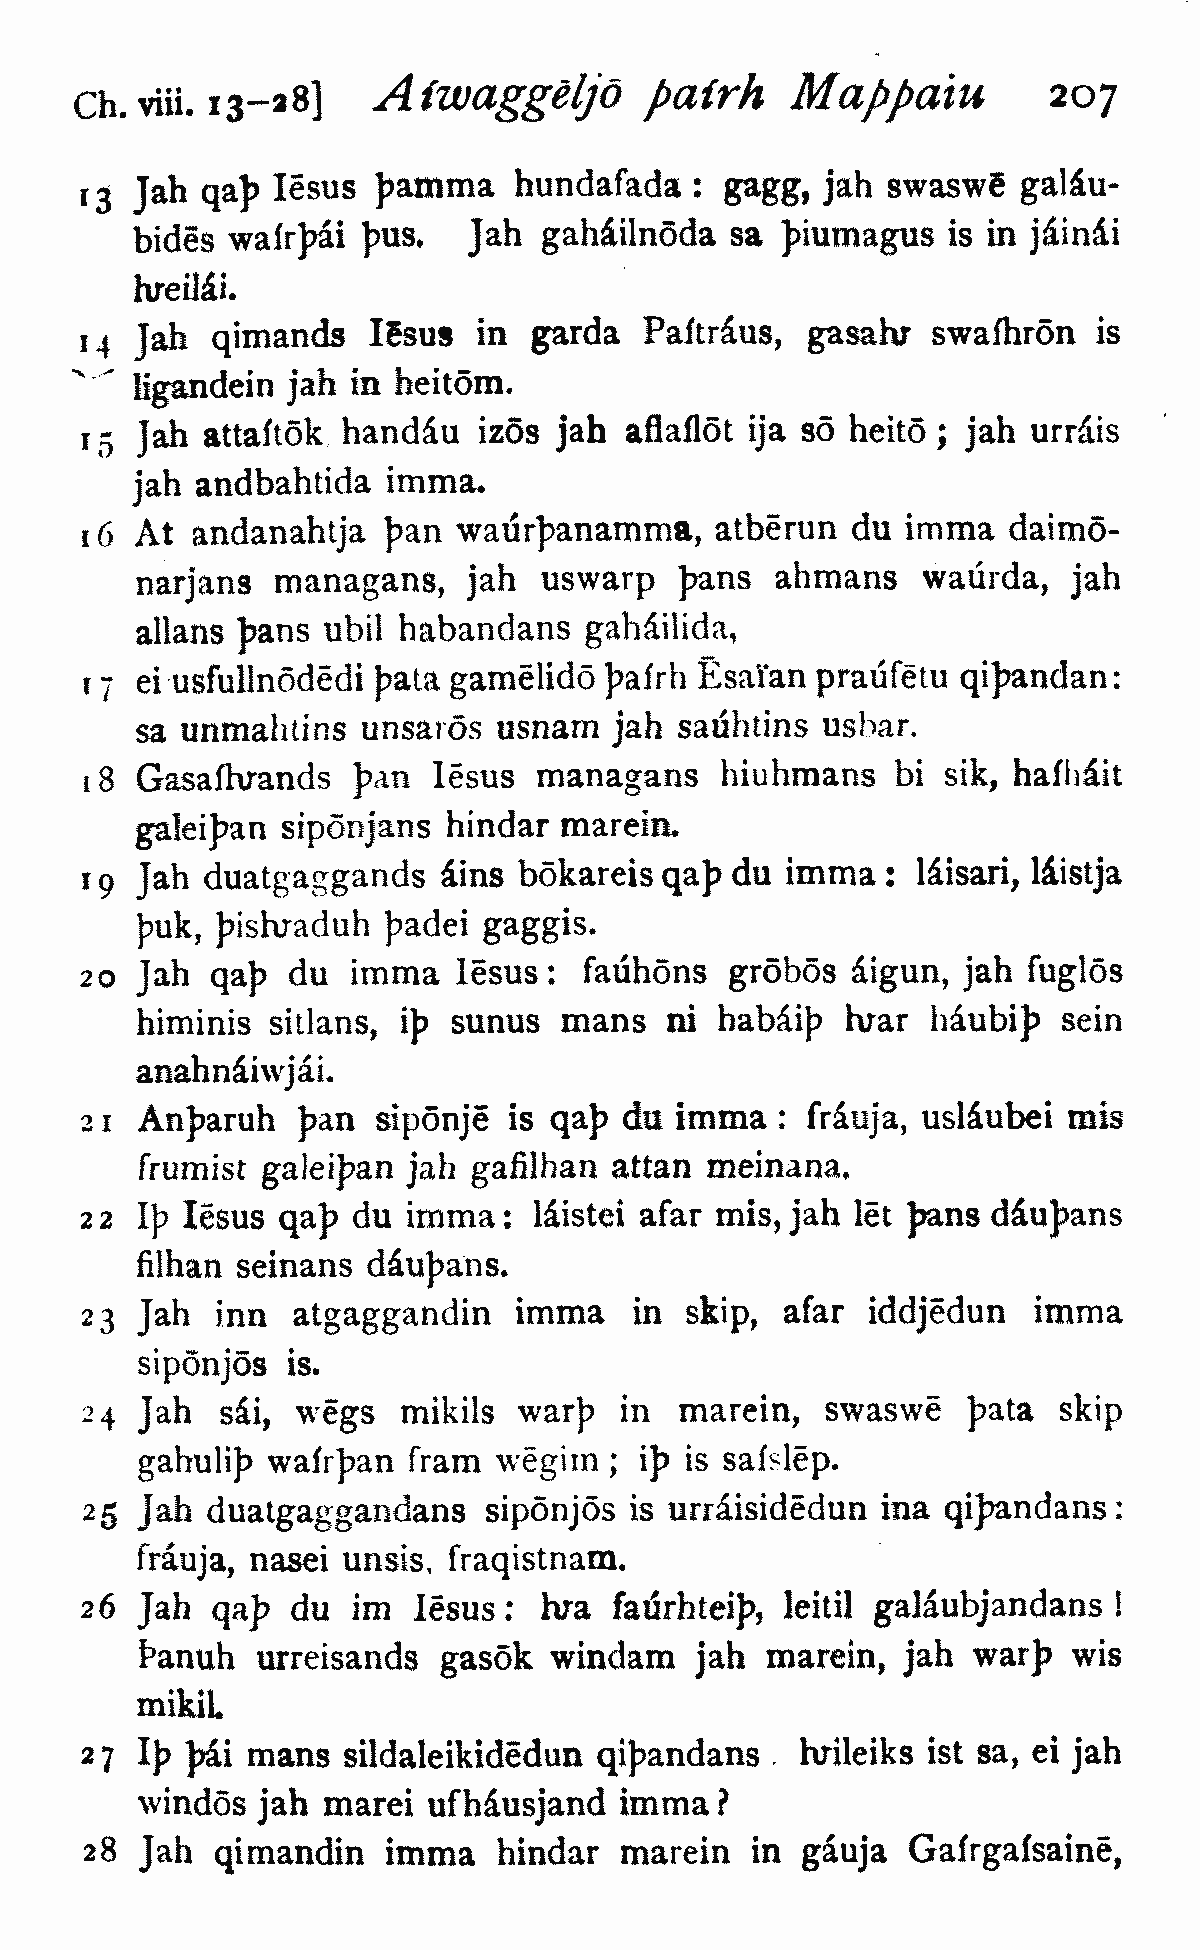 Ch. viii. 13–28] Aíwaggēljō þaírh Maþþaiu 207
13 Jah qaþ Iēsus þamma hundafada : gagg, jah swaswē galáu-
bidēs waírþái þus. Jah gaháilnōda sa þiumagus is in jáinái
ƕeilái.
14 Jah qimands Iēsus in garda Paítráus, gasaƕ swaíhrōn is
ligandein jah in heitōm.
15 Jah attaítōk handáu izōs jah aflaílōt ija sō heitō ; jah urráis
jah andbahtida imma.
16 At andanahtja þan waúrþanamma, atbērun du imma daimō-
narjans managans, jah uswarp þans ahmans waúrda, jah
allans þans ubil habandans gaháilida,
17 ei usfullnōdēdi þata gamēlidō þaírh Ēsaïan praúfētu qiþandan:
sa unmahtins unsarōs usnam jah saúhtins usbar.
18 Gasaíƕands þan Iēsus managans hiuhmans bi sik, haíháit
galeiþan sipōnjans hindar marein.
19 Jah duatgaggands áins bōkareis qaþ du imma : láisari, láistja
þuk, þisƕaduh þadei gaggis.
20 Jah qaþ du imma Iēsus : faúhōns grōbōs áigun, jah fuglōs
himinis sitlans, iþ sunus mans ni habáiþ ƕar háubiþ sein
anahnáiwjái.
21 Anþaruh þan sipōnjē is qaþ du imma : fráuja, usláubei mis
frumist galeiþan jah gafilhan attan meinana.
22 Iþ Iēsus qaþ du imma : láistei afar mis, jah lēt þans dáuþans
filhan seinans dáuþans.
23 Jah inn atgaggandin imma in skip, afar iddjēdun imma
sipōnjōs is.
24 Jah sái, wēgs mikils warþ in marein, swaswē þata skip
gahuliþ waírþan fram wēgim ; iþ is saíslēp.
25 Jah duatgaggandans sipōnjōs is urráisidēdun ina qiþandans :
fráuja, nasei unsis, fraqistnam.
26 Jah qaþ du im Iēsus : ƕa faúrhteiþ, leitil galáubjandans !
Þanuh urreisands gasōk windam jah marein, jah warþ wis
mikil.
27 Iþ þái mans sildaleikidēdun qiþandans . ƕileiks ist sa, ei jah
windōs jah marei ufháusjand imma ?
28 Jah qimandin imma hindar marein in gáuja Gaírgaísainē,